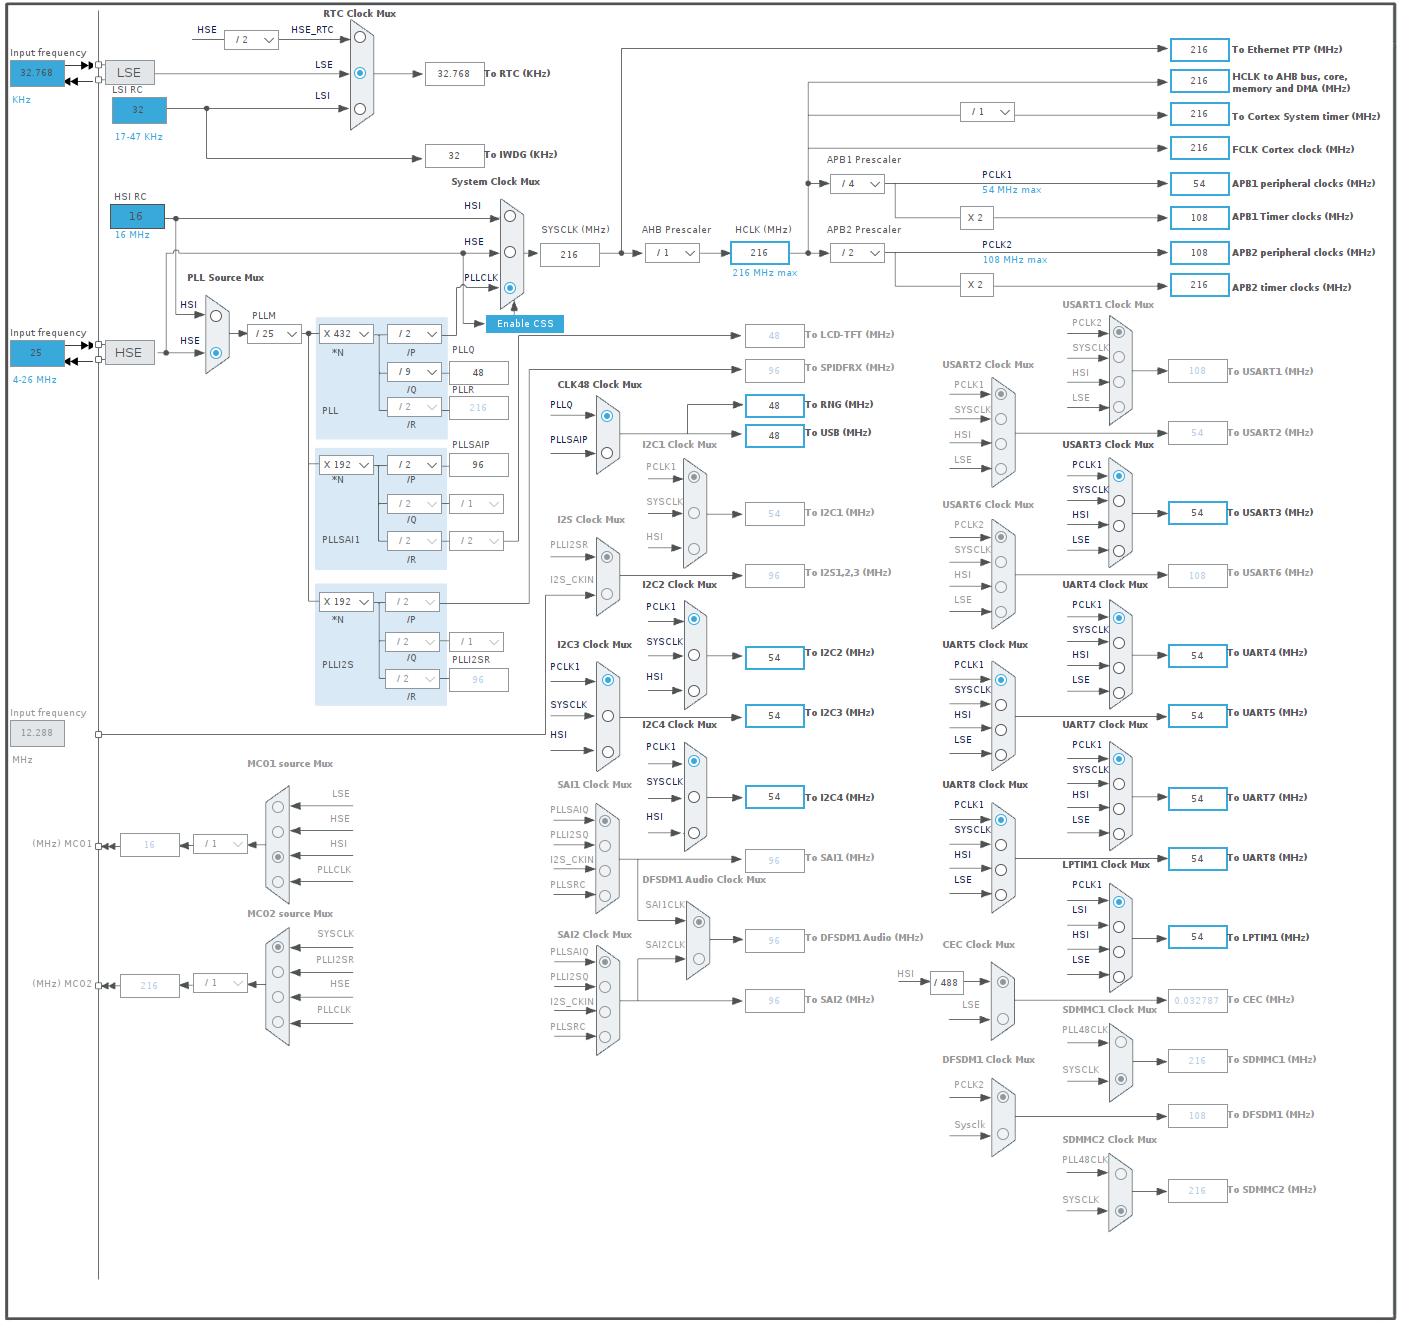 RTC Clock Mux
HSE
/ 2
HSE_RTC
Input frequency
32.768
KHz
LSE
LSE
32.768
To RTC (KHz)
LSI RC
32
17-47 KHz
LSI
32
To IWDG (KHz)
216
To Ethernet PTP (MHz)
216
HCLK to AHB bus, core,
memory and DMA (MHz)
/ 1
216
To Cortex System timer (MHz)
216
FCLK Cortex clock (MHz)
APB1 Prescaler
/ 4
PCLK1
54 MHz max
54
APB1 peripheral clocks (MHz)
X 2
108
APB1 Timer clocks (MHz)
System Clock Mux
HSI RC
16
16 MHz
HSI
HSE
PLLCLK
SYSCLK (MHz)
216
AHB Prescaler
/ 1
HCLK (MHz)
216
216 MHz max
APB2 Prescaler
/ 2
PCLK2
108 MHz max
108
APB2 peripheral clocks (MHz)
X 2
216
APB2 timer clocks (MHz)
Enable CSS
PLL Source Mux
HSI
HSE
Input frequency
25
4-26 MHz
HSE
PLLM
/ 25
X 432
*N
/ 2
/P
PLLQ
/ 9
48
/Q
PLLR
/ 2
216
/R
PLL
PLLSAIP
X 192
*N
/ 2
96
/P
/ 2
/ 1
/Q
PLLSAI1
/ 2
/ 2
/R
X 192
*N
/ 2
/P
/ 2
/ 1
/Q
PLLI2S
PLLI2SR
/ 2
96
/R
48
To LCD-TFT (MHz)
96
To SPIDFRX (MHz)
CLK48 Clock Mux
PLLQ
PLLSAIP
48
To RNG (MHz)
48
To USB (MHz)
I2C1 Clock Mux
PCLK1
SYSCLK
HSI
54
To I2C1 (MHz)
I2S Clock Mux
PLLI2SR
I2S_CKIN
96
To I2S1,2,3 (MHz)
I2C2 Clock Mux
PCLK1
SYSCLK
HSI
54
To I2C2 (MHz)
I2C3 Clock Mux
PCLK1
SYSCLK
HSI
54
To I2C3 (MHz)
I2C4 Clock Mux
PCLK1
SYSCLK
HSI
54
To I2C4 (MHz)
SAI1 Clock Mux
PLLSAIQ
PLLI2SQ
I2S_CKIN
PLLSRC
96
To SAI1 (MHz)
DFSDM1 Audio Clock Mux
SAI1CLK
SAI2CLK
96
To DFSDM1 Audio (MHz)
SAI2 Clock Mux
PLLSAIQ
PLLI2SQ
I2S_CKIN
PLLSRC
96
To SAI2 (MHz)
Input frequency
12.288
MHz
MCO1 source Mux
LSE
HSE
HSI
PLLCLK
(MHz) MCO1
16
/ 1
MCO2 source Mux
SYSCLK
PLLI2SR
HSE
PLLCLK
(MHz) MCO2
216
/ 1
USART1 Clock Mux
PCLK2
SYSCLK
HSI
LSE
108
To USART1 (MHz)
USART2 Clock Mux
PCLK1
SYSCLK
HSI
LSE
54
To USART2 (MHz)
USART3 Clock Mux
PCLK1
SYSCLK
HSI
LSE
54
To USART3 (MHz)
USART6 Clock Mux
PCLK2
SYSCLK
HSI
LSE
108
To USART6 (MHz)
UART4 Clock Mux
PCLK1
SYSCLK
HSI
LSE
54
To UART4 (MHz)
UART5 Clock Mux
PCLK1
SYSCLK
HSI
LSE
54
To UART5 (MHz)
UART7 Clock Mux
PCLK1
SYSCLK
HSI
LSE
54
To UART7 (MHz)
UART8 Clock Mux
PCLK1
SYSCLK
HSI
LSE
54
To UART8 (MHz)
LPTIM1 Clock Mux
PCLK1
LSI
HSI
LSE
54
To LPTIM1 (MHz)
CEC Clock Mux
HSI
/ 488
LSE
0.032787
To CEC (MHz)
SDMMC1 Clock Mux
PLL48CLK
SYSCLK
216
To SDMMC1 (MHz)
DFSDM1 Clock Mux
PCLK2
Sysclk
108
To DFSDM1 (MHz)
SDMMC2 Clock Mux
PLL48CLK
SYSCLK
216
To SDMMC2 (MHz)